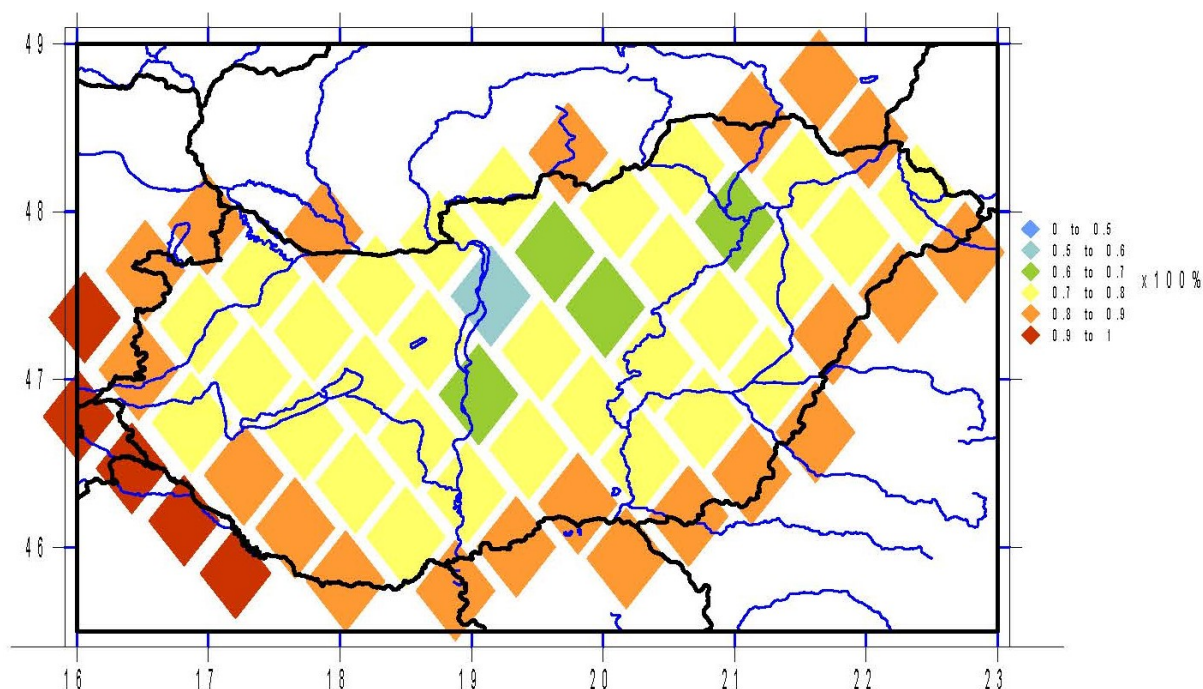 49
48
47
46
16 17 18 19 20 21 22 23
0 to 0.5
0.5 to 0.6
0.6 to 0.7
0.7 to 0.8
0.8 to 0.9
0.9 to 1
x100%